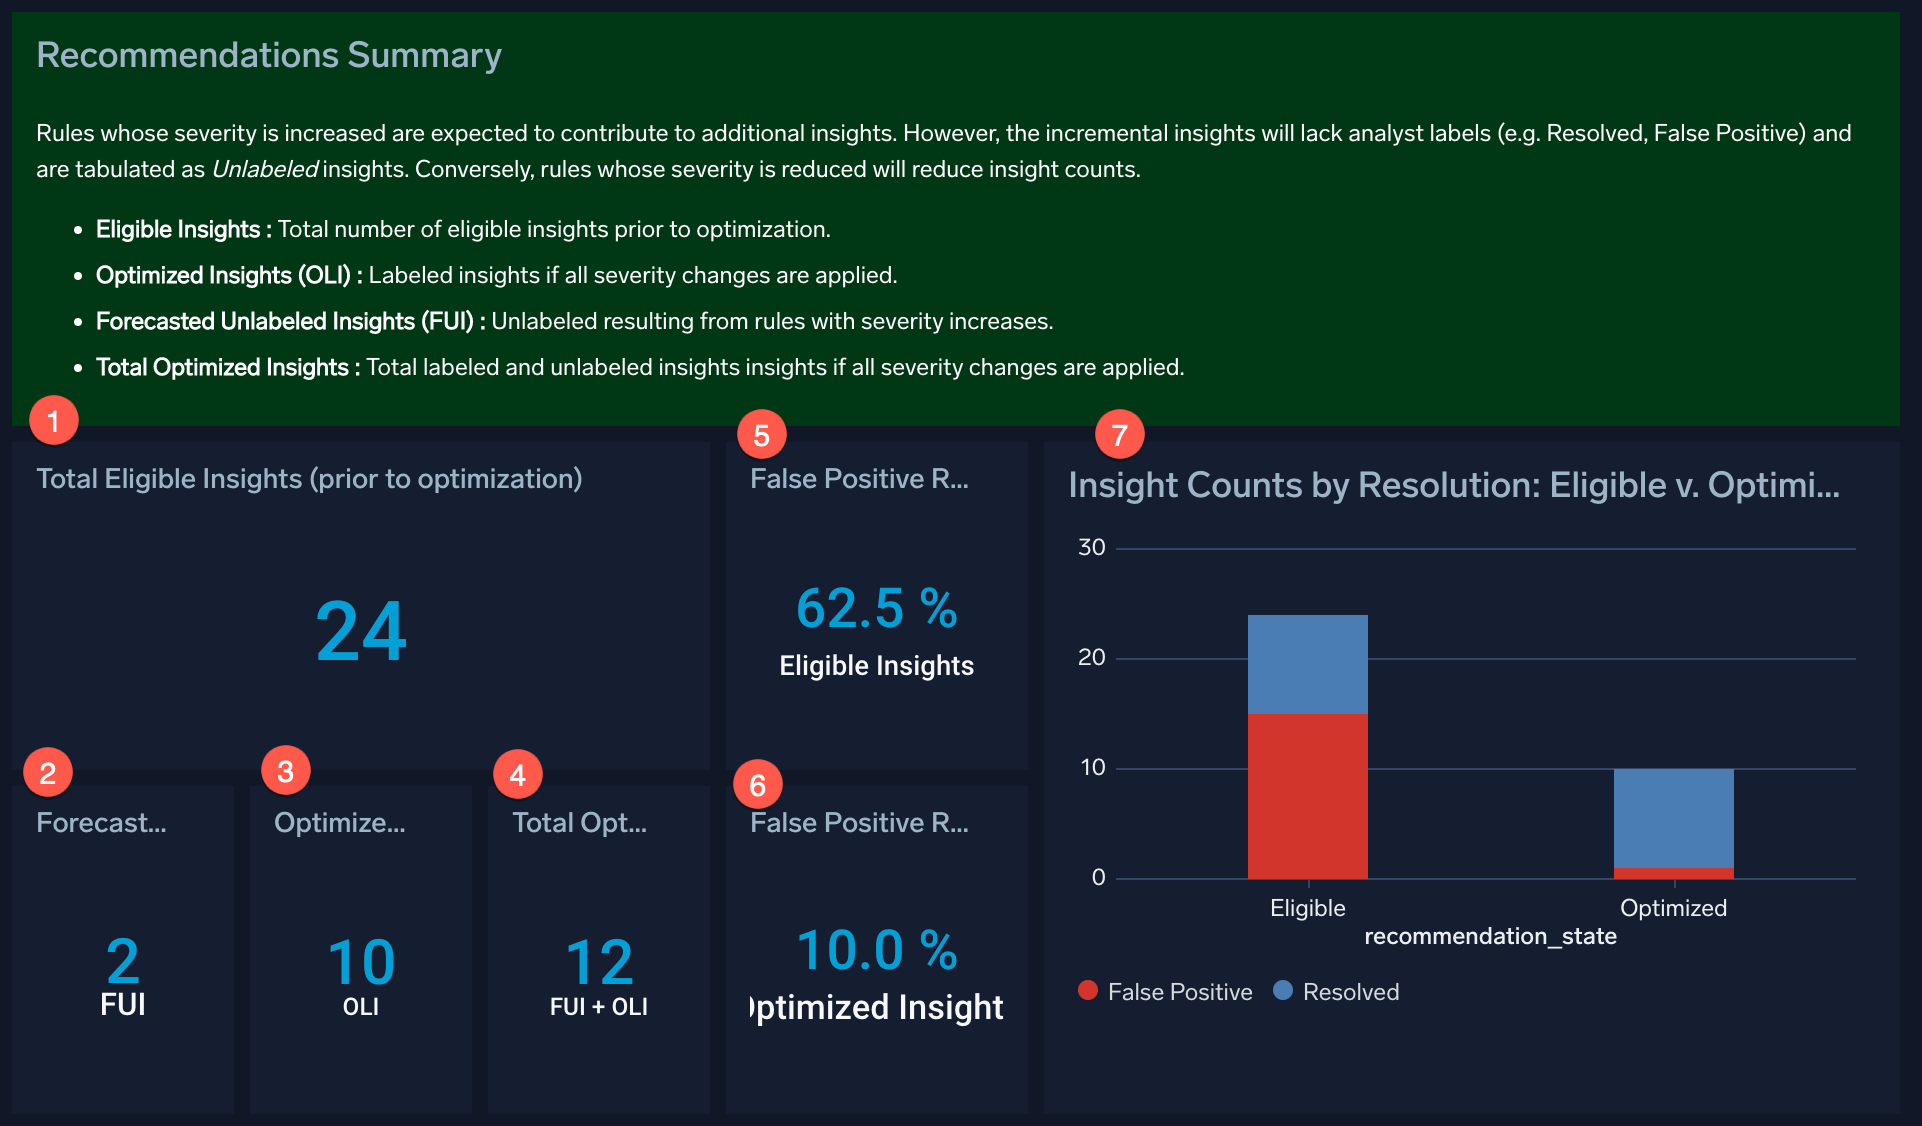 Recommendations Summary
Rules whose severity is increased are expected to contribute to additional insights. However, the incremental insights will lack analyst labels (e.g. Resolved, False Positive) and
are tabulated as Unlabeled insights. Conversely, rules whose severity is reduced will reduce insight counts.
• Eligible Insights : Total number of eligible insights prior to optimization.
• Optimized Insights (OLI) : Labeled insights if all severity changes are applied.
• Forecasted Unlabeled Insights (FUI) : Unlabeled resulting from rules with severity increases.
• Total Optimized Insights : Total labeled and unlabeled insights insights if all severity changes are applied.
1
Total Eligible Insights (prior to optimization)
24
5
False Positive R...
62.5 %
Eligible Insights
2
Forecast...
2
FUI
3
Optimize...
10
OLI
4
Total Opt...
12
FUI + OLI
6
False Positive R...
10.0 %
ptimized Insight
7
Insight Counts by Resolution: Eligible v. Optimi...
30
20
10
0
Eligible
Optimized
recommendation_state
False Positive
Resolved